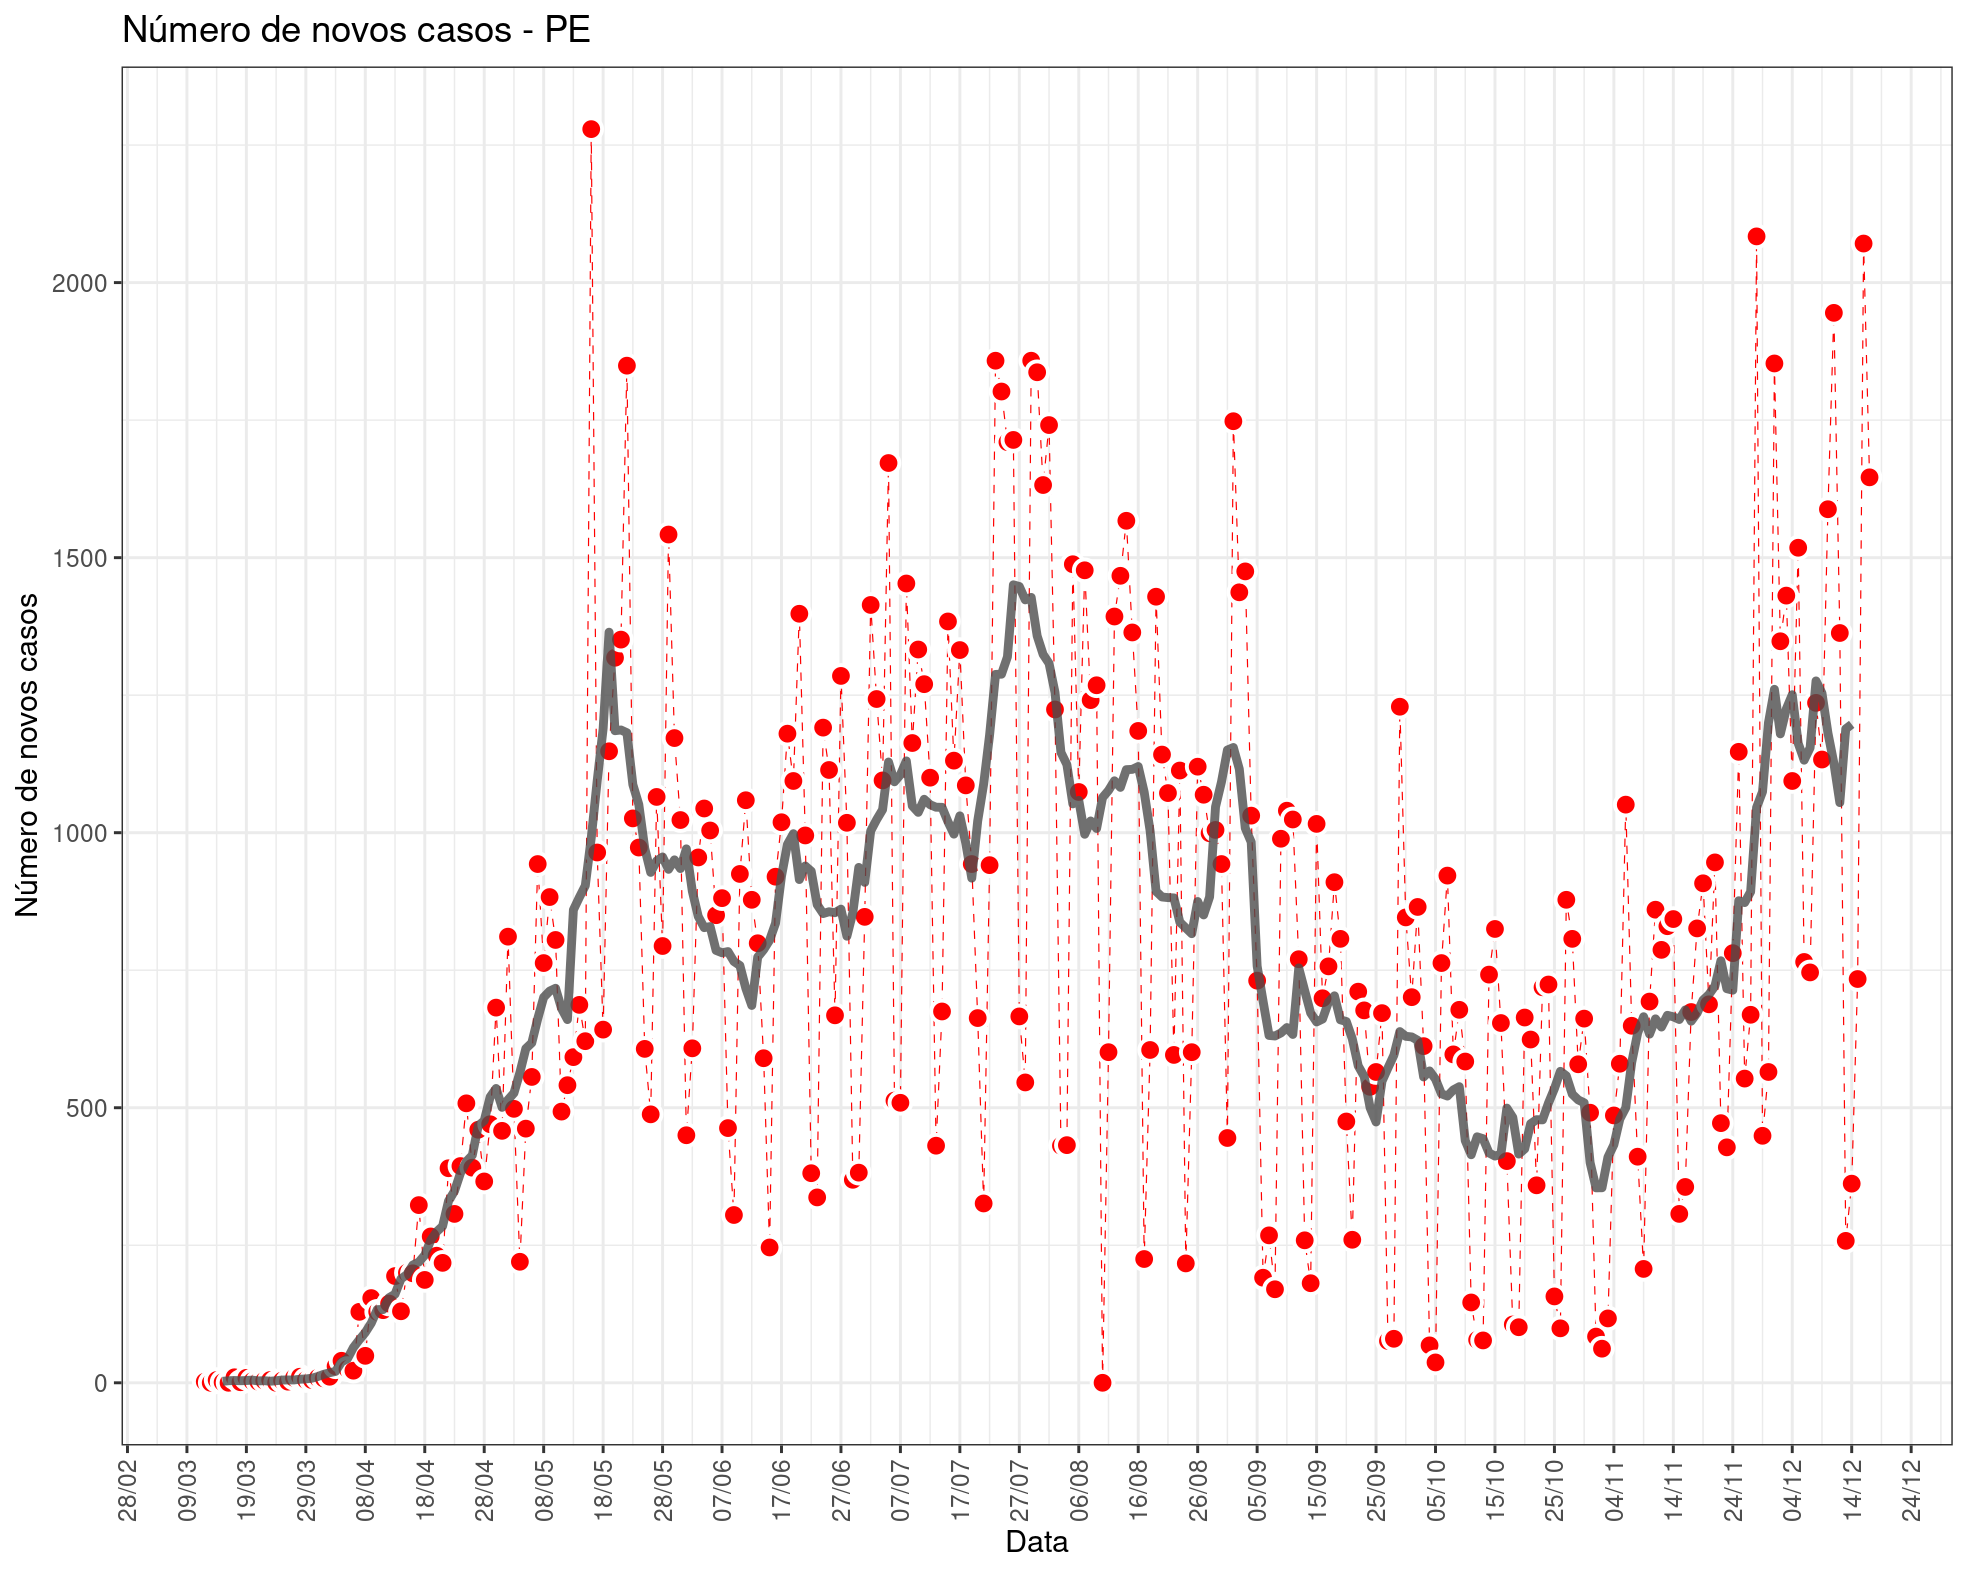 Número de novos casos - PE
Número de novos casos
2000
1500
1000
500
0
28/02 09/03 19/03 29/03 08/04 18/04 28/04 08/05 18/05 28/05 07/06 17/06 27/06 07/07 17/07 27/07 06/08 16/08 26/08 05/09 15/09 25/09 05/10 15/10 25/10 04/11 14/11 24/11 04/12 14/12 24/12
Data